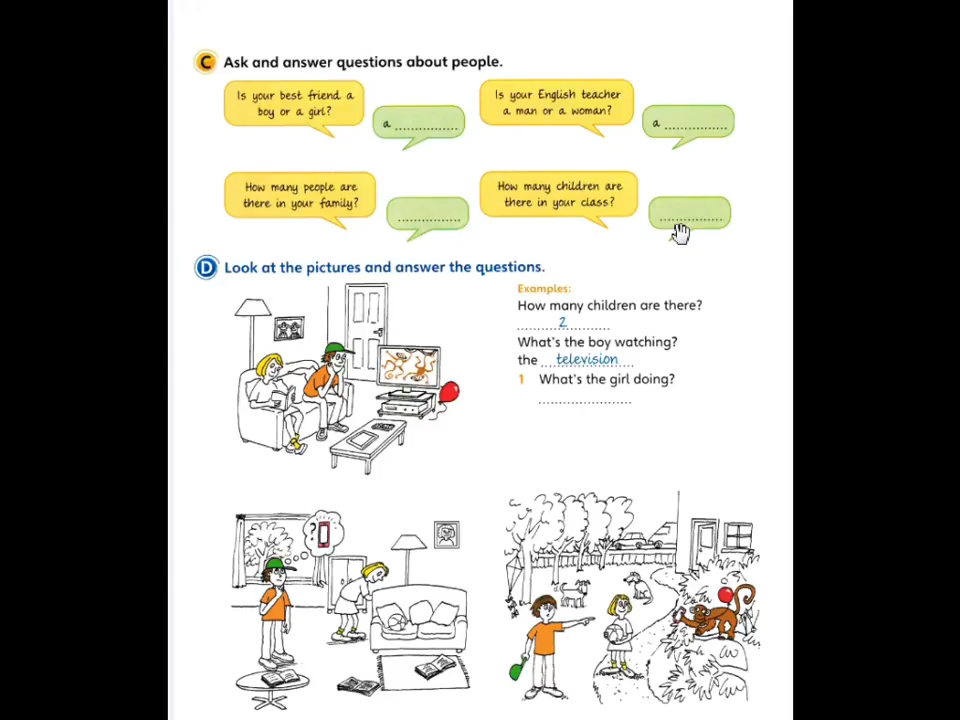 C Ask and answer questions about people.
Is your best friend a
boy or a girl?
a ................
Is your English teacher
a man or a woman?
a ................
How many people are
there in your family?
................
How many children are
there in your class?
................
D Look at the pictures and answer the questions.
Examples:
How many children are there?
...........2...........
What's the boy watching?
the ....television....
1 What's the girl doing?
........................
?